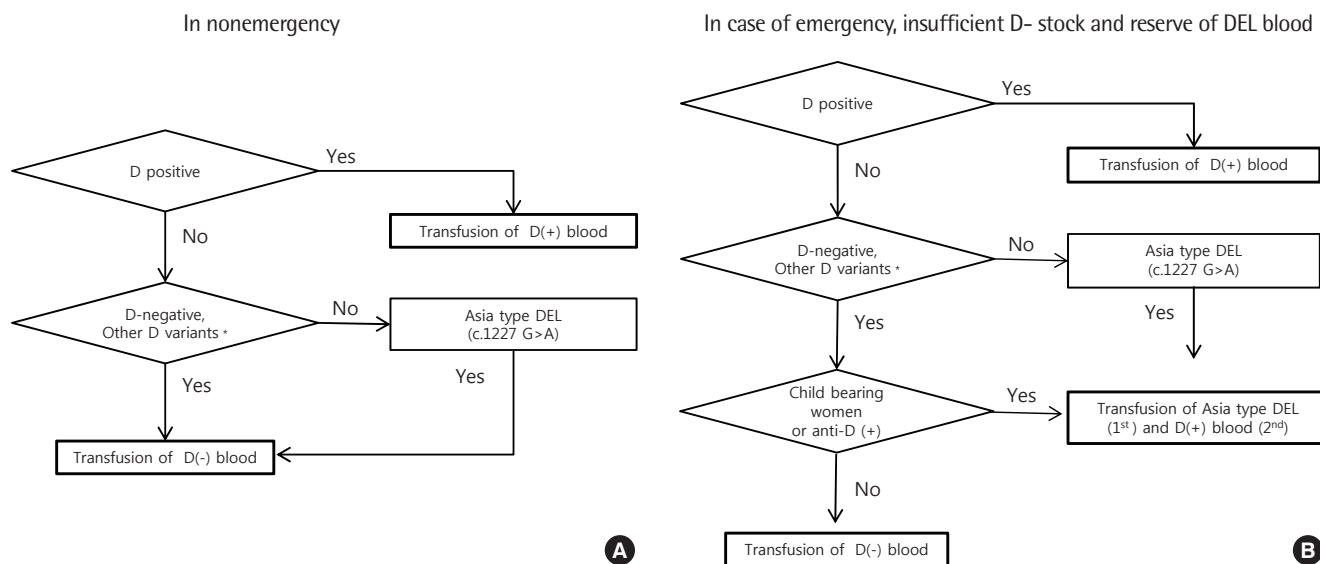 In nonemergency
D positive
Yes
Transfusion of D(+) blood
No
D-negative,
Other D variants *
No
Asia type DEL
(c.1227 G>A)
Yes
Yes
Transfusion of D(-) blood
A
In case of emergency, insufficient D- stock and reserve of DEL blood
D positive
Yes
Transfusion of D(+) blood
No
D-negative,
Other D variants *
No
Asia type DEL
(c.1227 G>A)
Yes
Yes
Child bearing
women
or anti-D (+)
Yes
Transfusion of Asia type DEL
(1st) and D(+) blood (2nd)
No
Transfusion of D(-) blood
B